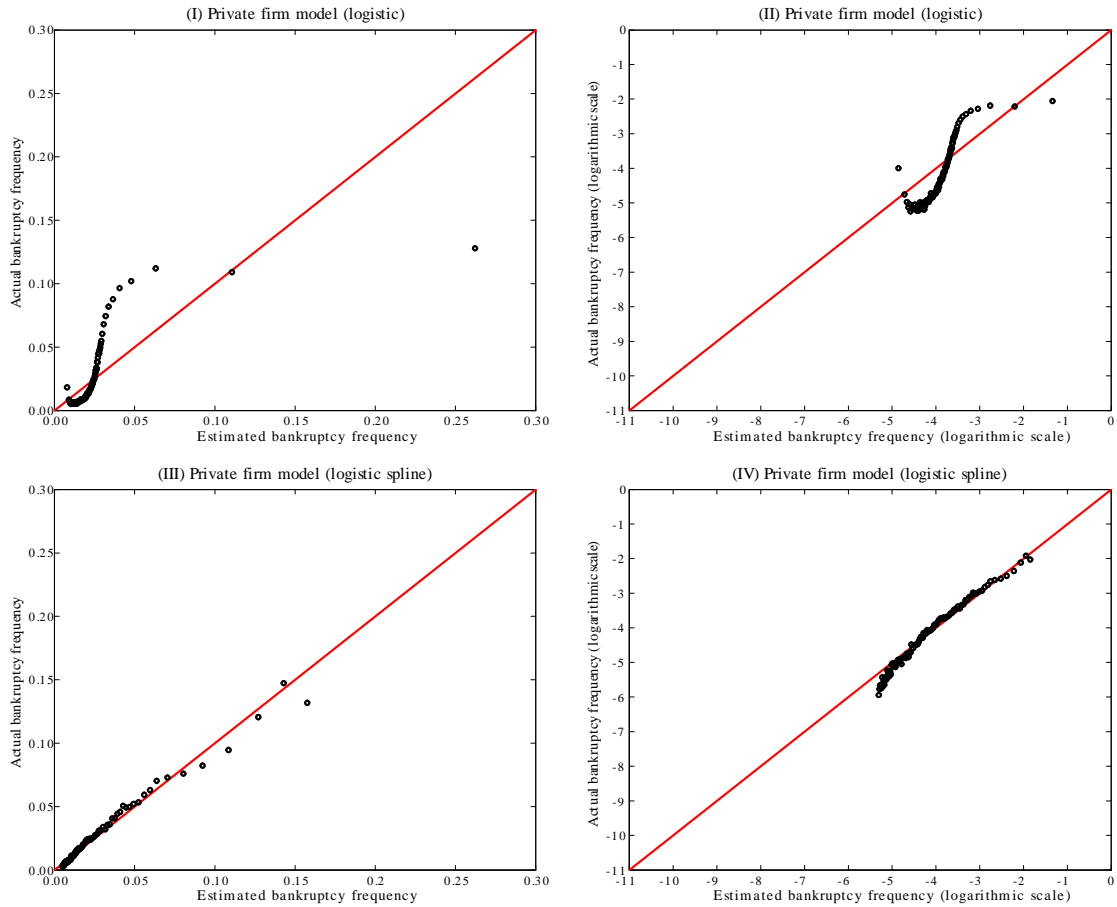 (I) Private firm model (logistic)
0.30
0.25
0.20
0.15
0.10
0.05
0.00
Actual bankruptcy frequency
0.00 0.05 0.10 0.15 0.20 0.25 0.30
Estimated bankruptcy frequency
(II) Private firm model (logistic)
0
-1
-2
-3
-4
-5
-6
-7
-8
-9
-10
-11
Actual bankruptcy frequency (logarithmic scale)
-11 -10 -9 -8 -7 -6 -5 -4 -3 -2 -1 0
Estimated bankruptcy frequency (logarithmic scale)
(III) Private firm model (logistic spline)
0.30
0.25
0.20
0.15
0.10
0.05
0.00
Actual bankruptcy frequency
0.00 0.05 0.10 0.15 0.20 0.25 0.30
Estimated bankruptcy frequency
(IV) Private firm model (logistic spline)
0
-1
-2
-3
-4
-5
-6
-7
-8
-9
-10
-11
Actual bankruptcy frequency (logarithmic scale)
-11 -10 -9 -8 -7 -6 -5 -4 -3 -2 -1 0
Estimated bankruptcy frequency (logarithmic scale)